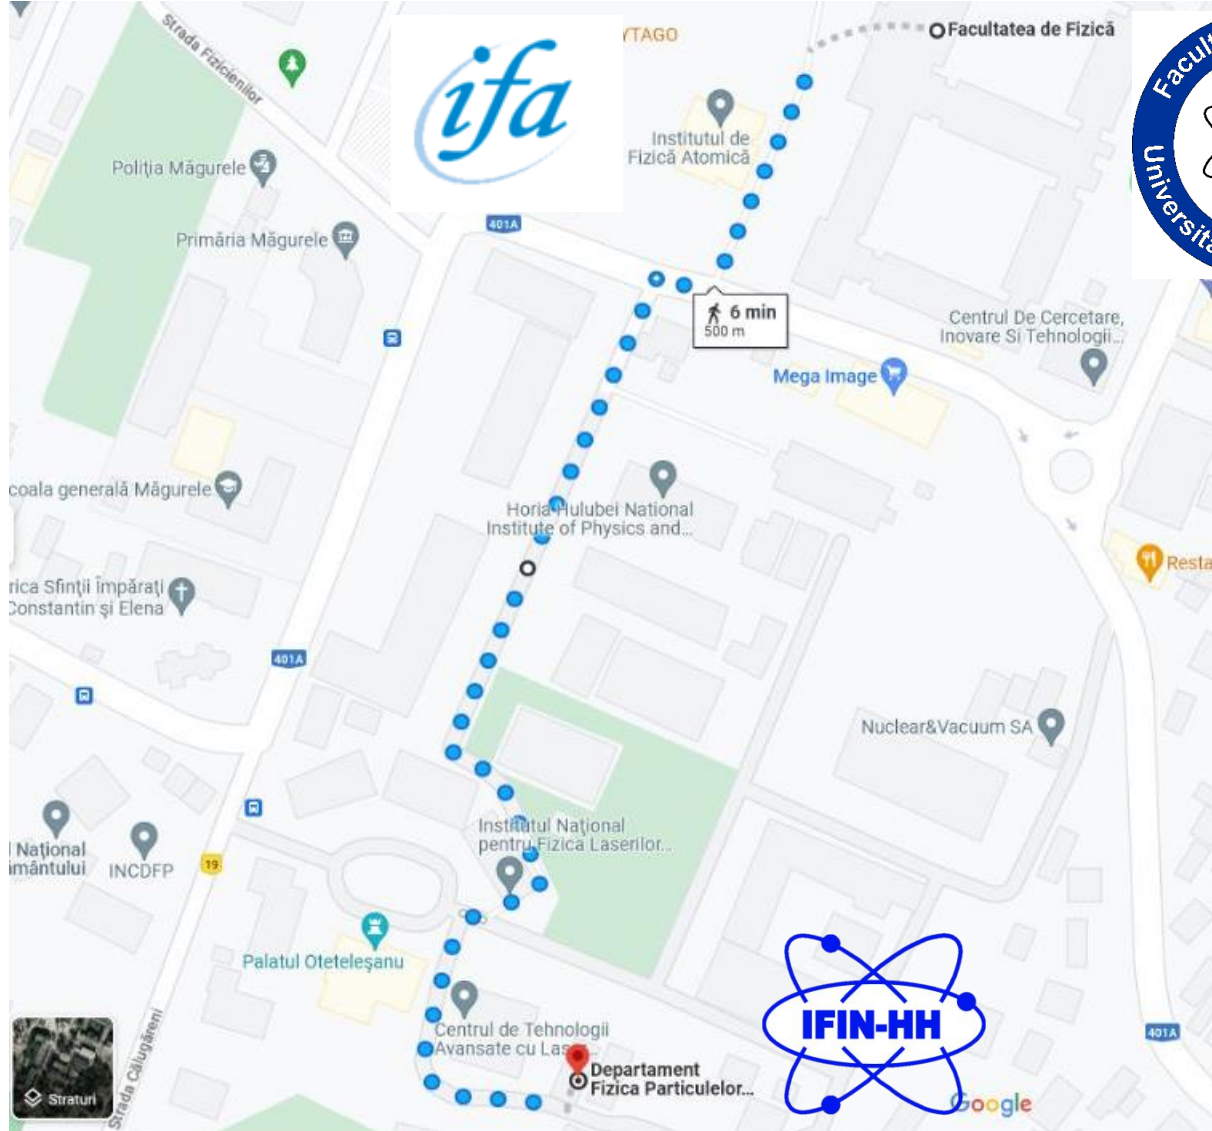 YTAGO
Facultatea de Fizică
Strada Fizicienilor
ifa
Institutul de
Fizică Atomică
Poliția Măgurele
401A
Primăria Măgurele
6 min
500 m
Centrul De Cercetare,
Inovare Si Tehnologii...
Mega Image
coala generală Măgurele
Horia Hulubei National
Institute of Physics and...
Resta
rica Sfinții Împărați
Constantin și Elena
401A
Nuclear&Vacuum SA
Institutul Național
pentru Fizica Laserilor...
l Național
mântului
INCDFP
19
Palatul Oteteleșanu
Centrul de Tehnologii
Avansate cu Las
IFIN-HH
401A
Departament
Fizica Particulelor...
Straturi
Strada Călugăreni
Google